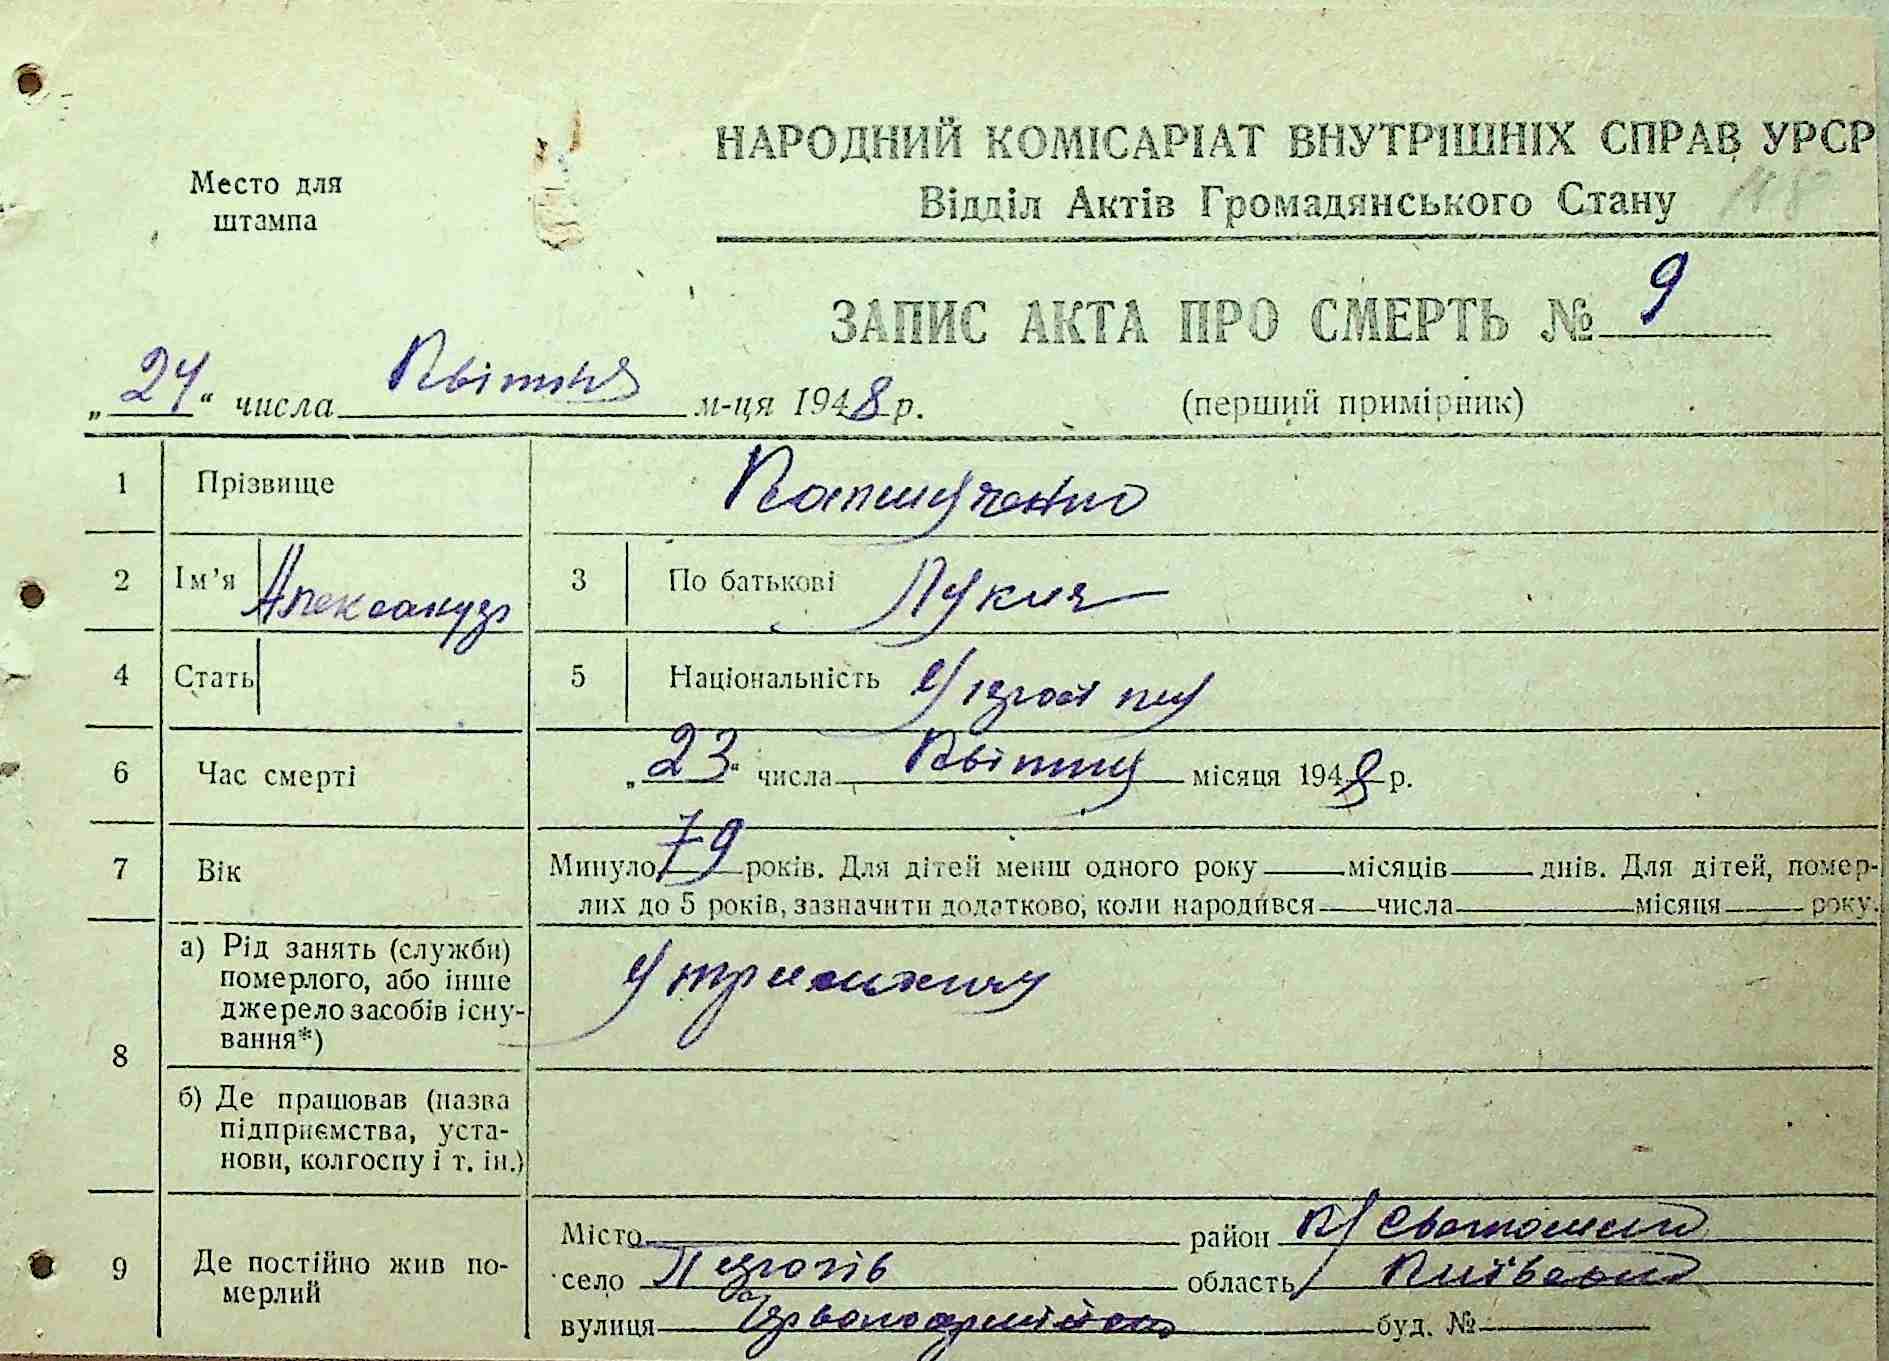 НАРОДНИЙ КОМІСАРІАТ ВНУТРІШНІХ СПРАВ УРСР
Место для штампа
Відділ Актів Громадянського Стану
ЗАПИС АКТА ПРО СМЕРТЬ № 9
„24“ числа Квітня м-ця 1948 р. (перший примірник)
1 Прізвище
2 Ім’я Александр 3 По батькові Лукич
4 Стать 5 Національність
6 Час смерті „23“ числа Квітня місяця 1948 р.
7 Вік Минуло 79 років. Для дітей менш одного року місяців днів. Для дітей, помер-
лих до 5 років, зазначити додатково, коли народився числа місяця року.
8 а) Рід занять (служби)
померлого, або інше
джерело засобів існу-
вання*)
б) Де працював (назва
підприємства, уста-
нови, колгоспу і т. ін.)
9 Де постійно жив по-
мерлий
Місто район К/Святошин
село Пирогів область Київська
вулиця Червоноармійська буд. №